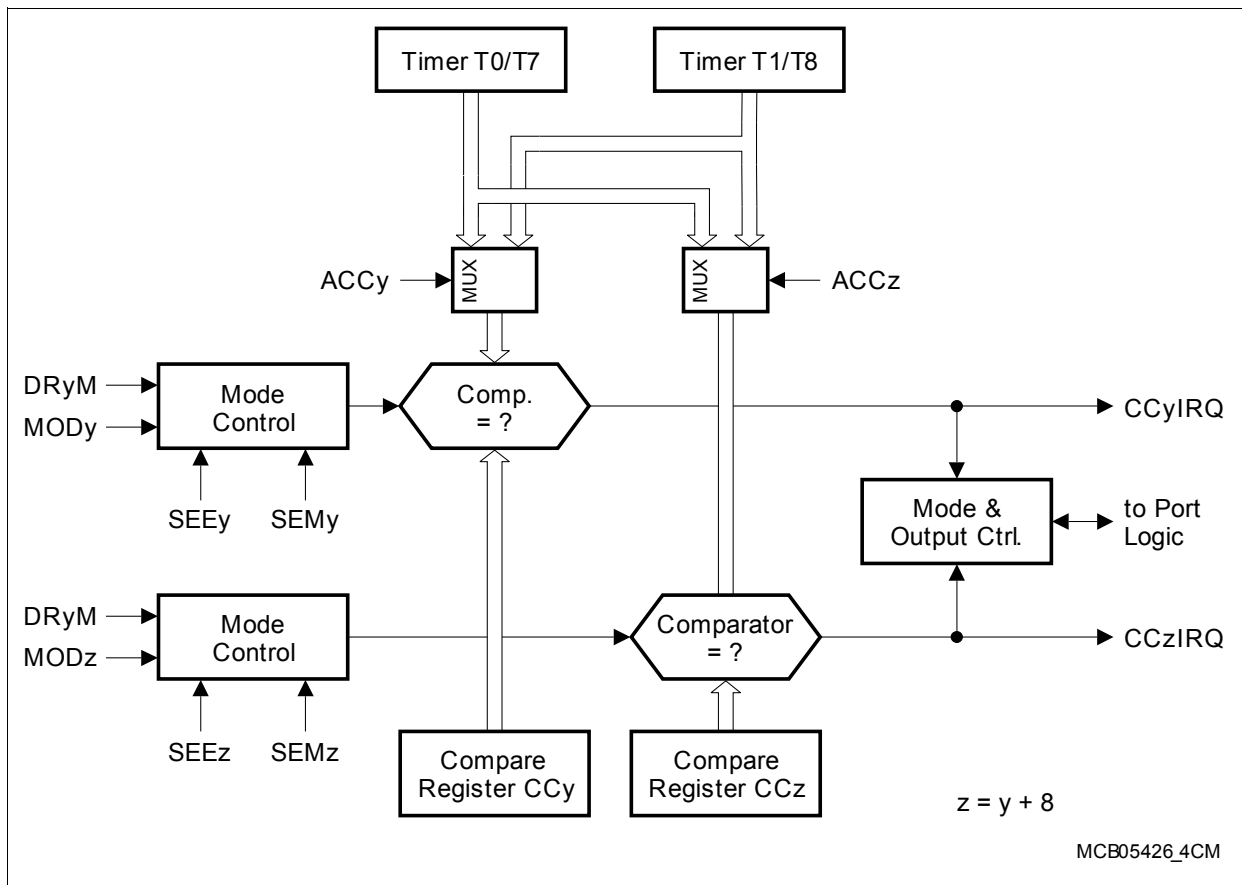 Timer T0/T7
Timer T1/T8
ACCy
MUX
MUX
ACCz
DRyM
MODy
Mode
Control
Comp.
= ?
CCyIRQ
SEEy
SEMy
Mode &
Output Ctrl.
to Port
Logic
DRyM
MODz
Mode
Control
Comparator
= ?
CCzIRQ
SEEz
SEMz
Compare
Register CCy
Compare
Register CCz
z = y + 8
MCB05426_4CM